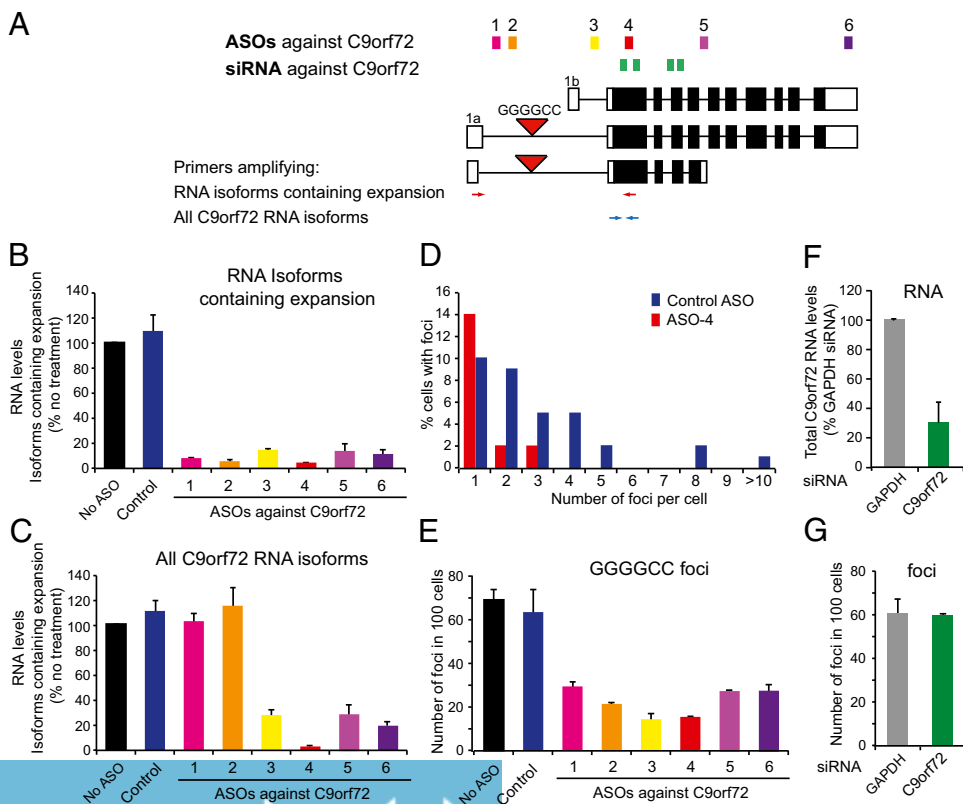 A
1 2 3 4 5 6
ASOs against C9orf72
siRNA against C9orf72
1b
GGGGCC
1a
Primers amplifying:
RNA isoforms containing expansion
All C9orf72 RNA isoforms
B
RNA Isoforms
containing expansion
RNA levels
Isoforms containing expansion
(% no treatment)
140
120
100
80
60
40
20
0
No ASO
Control
1 2 3 4 5 6
ASOs against C9orf72
C
All C9orf72 RNA isoforms
RNA levels
Isoforms containing expansion
(% no treatment)
140
120
100
80
60
40
20
0
No ASO
Control
1 2 3 4 5 6
ASOs against C9orf72
D
% cells with foci
16
14
12
10
8
6
4
2
0
Control ASO
ASO-4
1 2 3 4 5 6 7 8 9 >10
Number of foci per cell
E
GGGGCC foci
Number of foci in 100 cells
80
60
40
20
0
No ASO
Control
1 2 3 4 5 6
ASOs against C9orf72
F
RNA
Total C9orf72 RNA levels
(% GAPDH siRNA)
120
100
80
60
40
20
0
siRNA
GAPDH
C9orf72
G
foci
Number of foci in 100 cells
80
60
40
20
0
siRNA
GAPDH
C9orf72